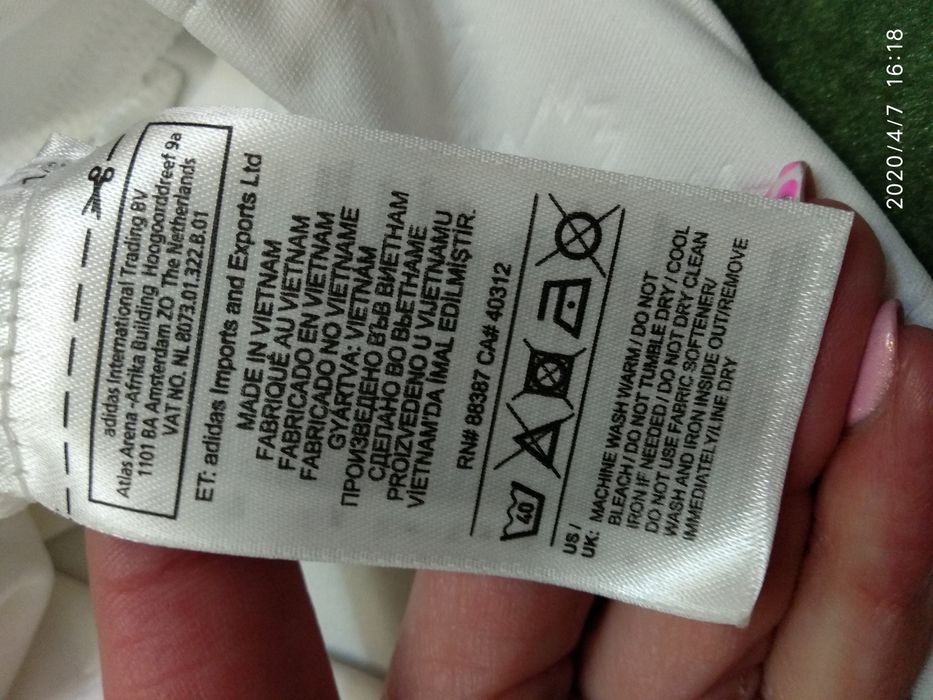 adidas International Trading BV
Atlas Arena -Afrika Building Hoogoorddreef 9a
1101 BA Amsterdam ZO The Netherlands
VAT NO. NL 8073.01.322.B.01
ET: adidas Imports and Exports Ltd
MADE IN VIETNAM
FABRIQUÉ AU VIETNAM
FABRICADO EN VIETNAM
FABRICADO NO VIETNAME
GYÁRTVA: VIETNÁM
ПРОИЗВЕДЕНО ВЪВ ВИЕТНАМ
СДЕЛАНО ВО ВЬЕТНАМЕ
PROIZVEDENO U VIJETNAMU
VİETNAM'DA İMAL EDİLMİŞTİR.
RN# 88387 CA# 40312
40
US /
UK: MACHINE WASH WARM / DO NOT
BLEACH / DO NOT TUMBLE DRY / COOL
IRON IF NEEDED / DO NOT DRY CLEAN
DO NOT USE FABRIC SOFTENER/
WASH AND IRON INSIDE OUT/REMOVE
IMMEDIATELY/LINE DRY
2020/4/7 16:18